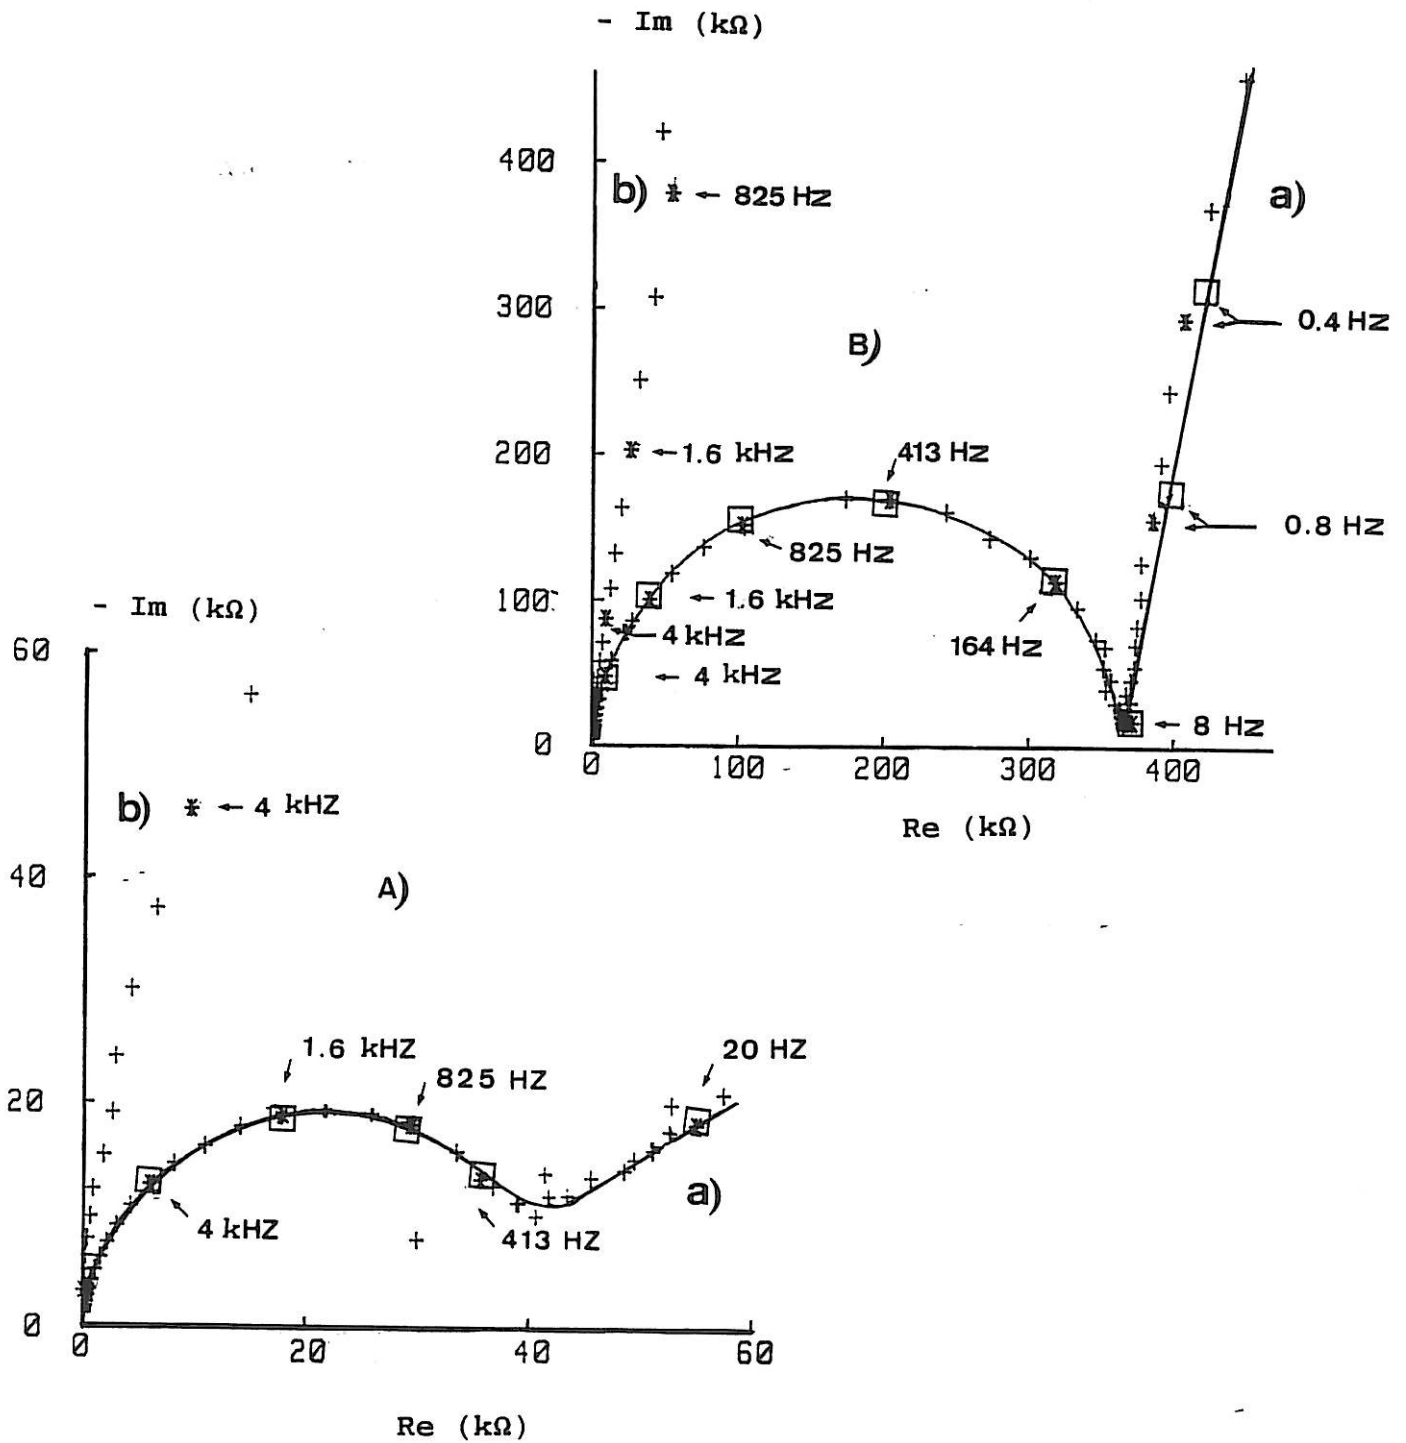 - Im (kΩ)
400
b)
825 Hz
a)
300
0.4 Hz
B)
200
1.6 kHz
413 Hz
0.8 Hz
825 Hz
100
1.6 kHz
4 kHz
164 Hz
4 kHz
8 Hz
0
0
100
200
300
400
Re (kΩ)
- Im (kΩ)
60
b)
4 kHZ
40
A)
1.6 kHZ
20 HZ
825 HZ
20
a)
4 kHZ
413 HZ
0
0
20
40
60
Re (kΩ)